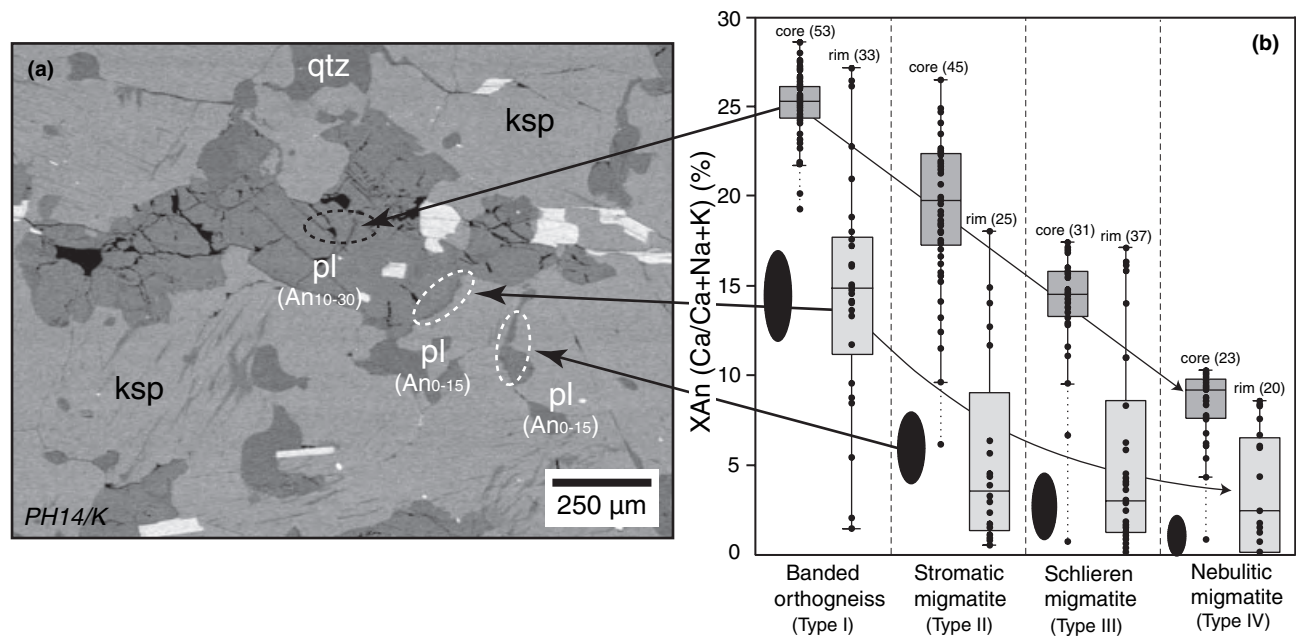 (a)
qtz
ksp
pl
(An10-30)
pl
(An0-15)
pl
(An0-15)
ksp
250 µm
PH14/K
(b)
XAn (Ca/Ca+Na+K) (%)
30
25
20
15
10
5
0
core (53)
rim (33)
core (45)
rim (25)
core (31)
rim (37)
core (23)
rim (20)
Banded
orthogneiss
(Type I)
Stromatic
migmatite
(Type II)
Schlieren
migmatite
(Type III)
Nebulitic
migmatite
(Type IV)